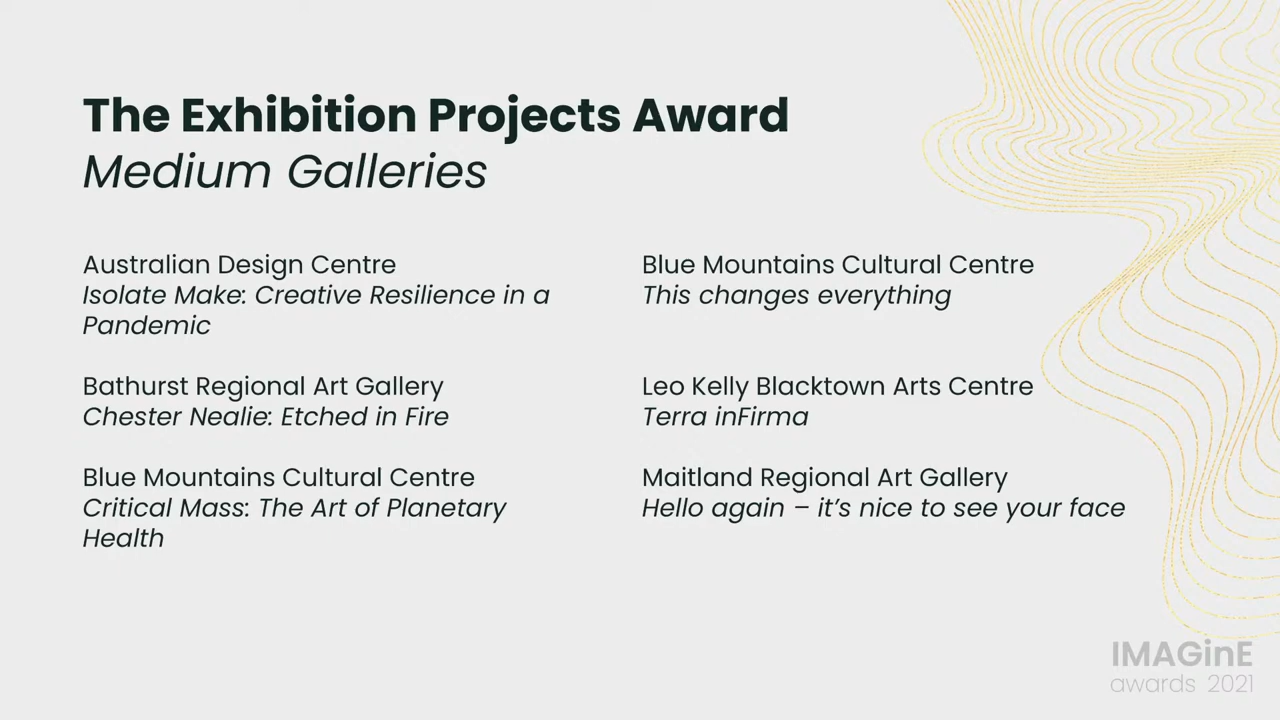 The Exhibition Projects Award
Medium Galleries
Australian Design Centre
Isolate Make: Creative Resilience in a
Pandemic
Bathurst Regional Art Gallery
Chester Nealie: Etched in Fire
Blue Mountains Cultural Centre
Critical Mass: The Art of Planetary
Health
Blue Mountains Cultural Centre
This changes everything
Leo Kelly Blacktown Arts Centre
Terra inFirma
Maitland Regional Art Gallery
Hello again – it’s nice to see your face
IMAGinE
awards 2021